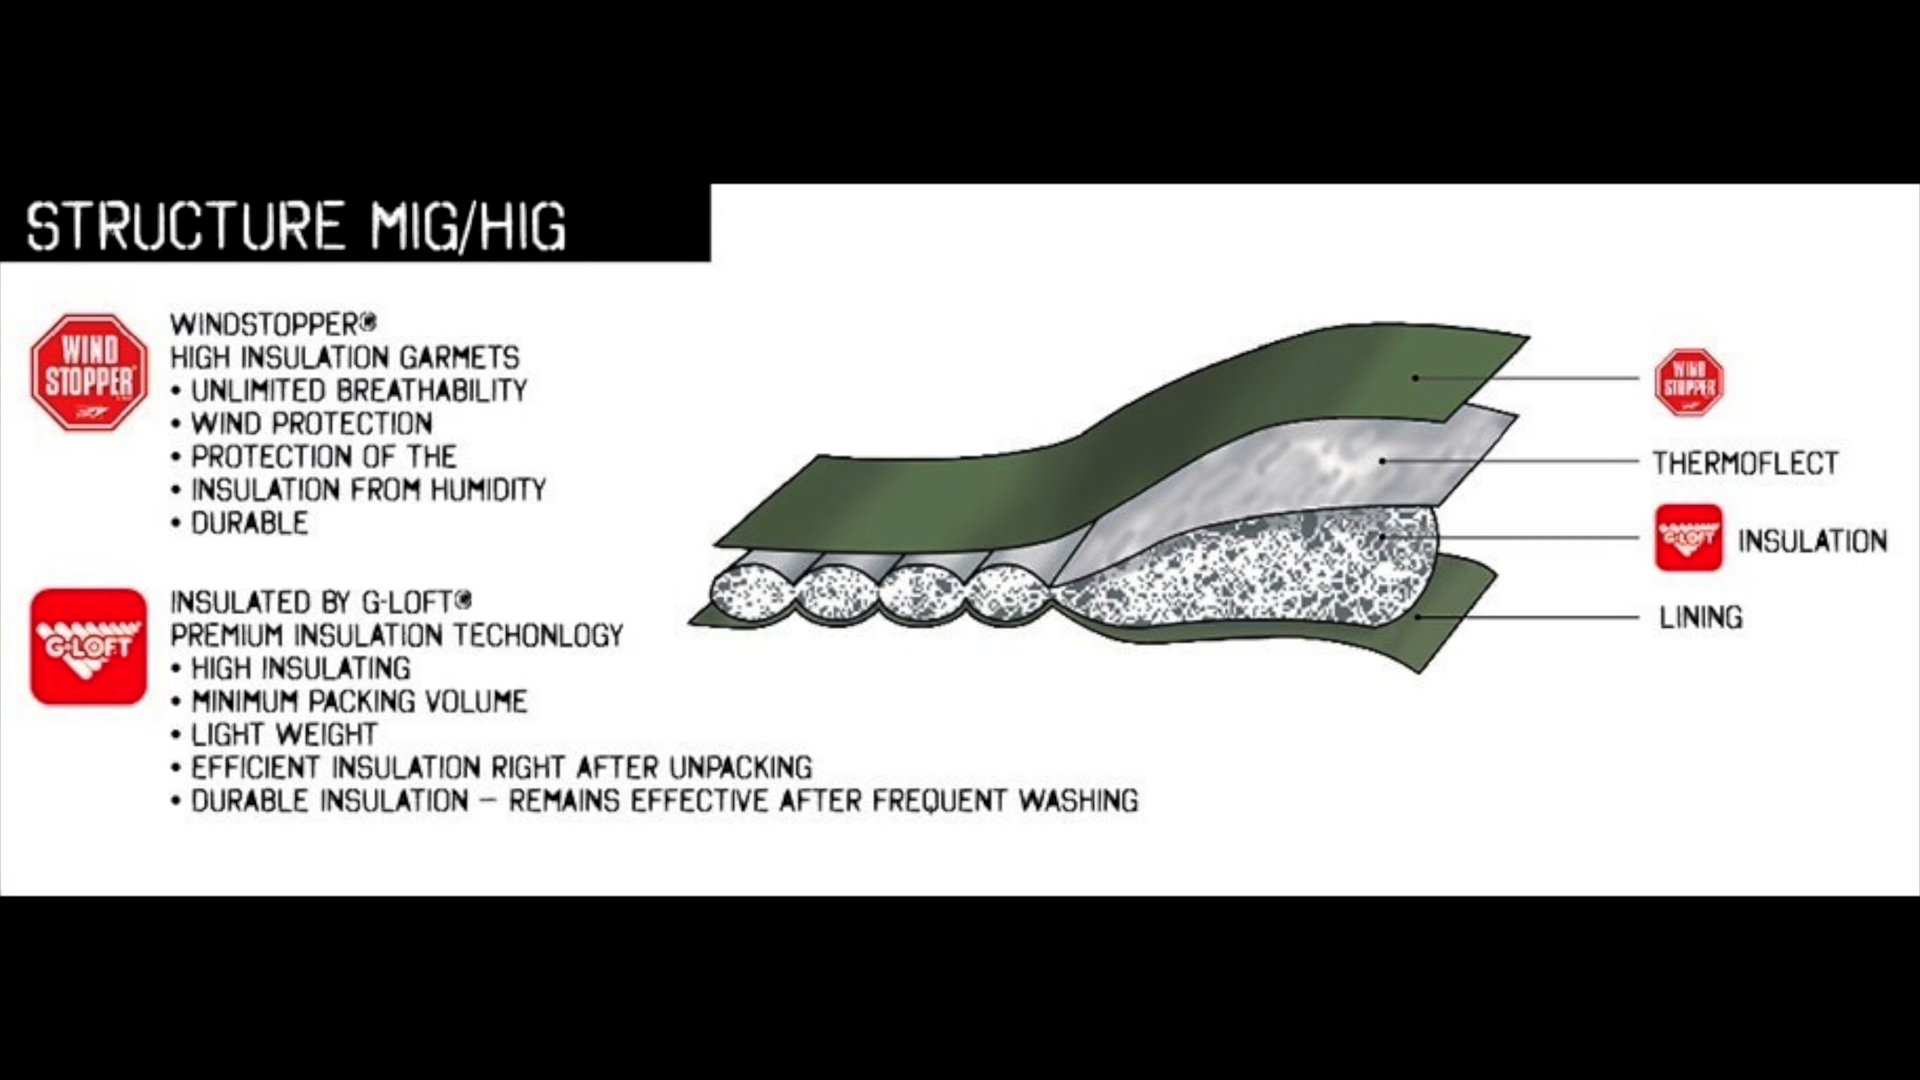 STRUCTURE MIG/HIG
WIND
STOPPER
WINDSTOPPER®
HIGH INSULATION GARMETS
• UNLIMITED BREATHABILITY
• WIND PROTECTION
• PROTECTION OF THE
• INSULATION FROM HUMIDITY
• DURABLE
G-LOFT
INSULATED BY G-LOFT®
PREMIUM INSULATION TECHONLOGY
• HIGH INSULATING
• MINIMUM PACKING VOLUME
• LIGHT WEIGHT
• EFFICIENT INSULATION RIGHT AFTER UNPACKING
• DURABLE INSULATION – REMAINS EFFECTIVE AFTER FREQUENT WASHING
WIND
STOPPER
THERMOFLECT
G-LOFT INSULATION
LINING